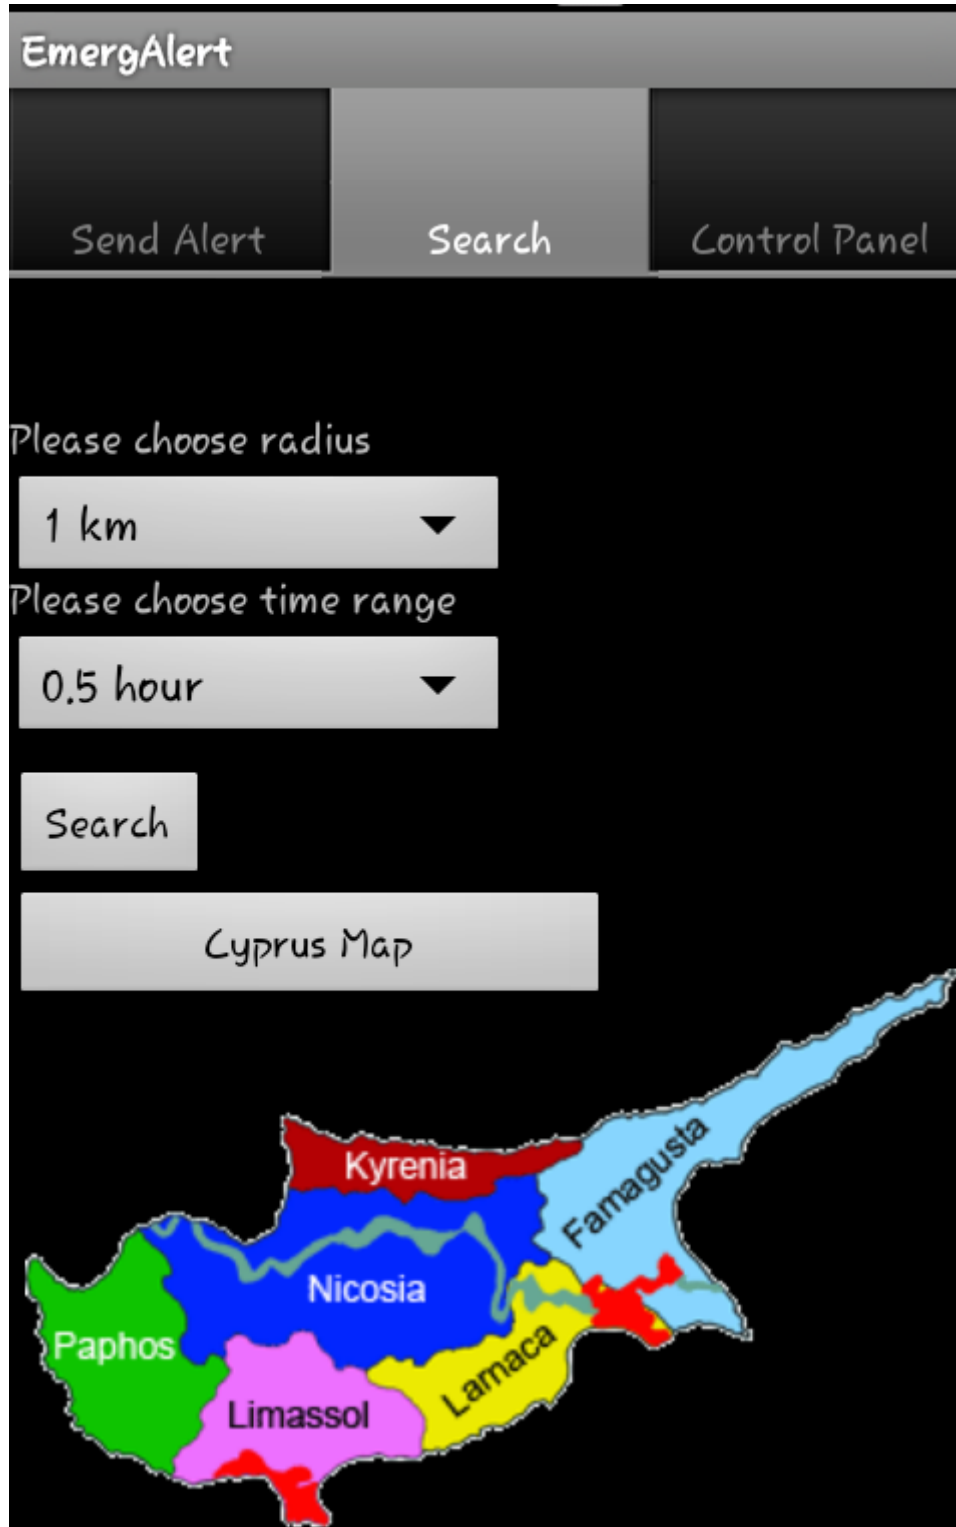 EmergAlert
Send Alert
Search
Control Panel
Please choose radius
1 km
Please choose time range
0.5 hour
Search
Cyprus Map
Famagusta
Kyrenia
Nicosia
Paphos
Larnaca
Limassol